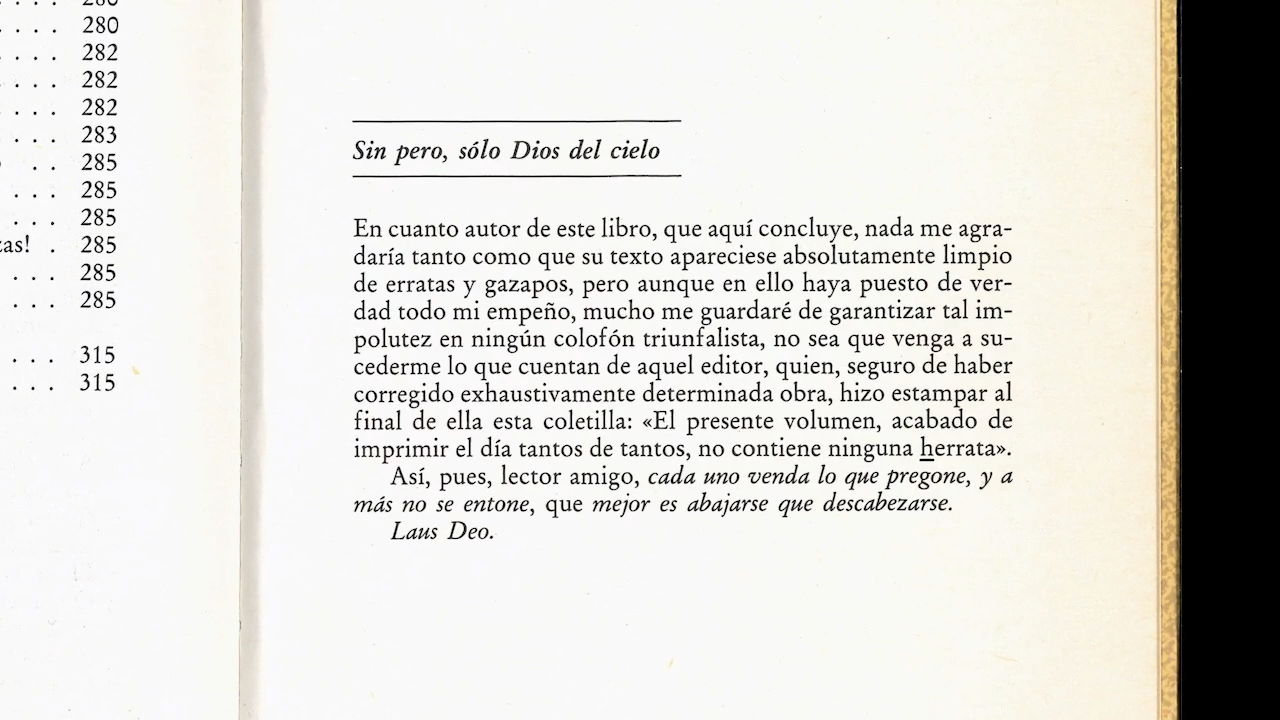 . . . . 280
. . . . 280
. . . . 282
. . . . 282
. . . . 282
. . . 283
. . 285
. . . 285
. . . 285
zas! . 285
. . . 285
. . . 285
. . . 315
. . . 315
Sin pero, sólo Dios del cielo
En cuanto autor de este libro, que aquí concluye, nada me agra-
daría tanto como que su texto apareciese absolutamente limpio
de erratas y gazapos, pero aunque en ello haya puesto de ver-
dad todo mi empeño, mucho me guardaré de garantizar tal im-
polutez en ningún colofón triunfalista, no sea que venga a su-
cederme lo que cuentan de aquel editor, quien, seguro de haber
corregido exhaustivamente determinada obra, hizo estampar al
final de ella esta coletilla: «El presente volumen, acabado de
imprimir el día tantos de tantos, no contiene ninguna herrata».
Así, pues, lector amigo, cada uno venda lo que pregone, y a
más no se entone, que mejor es abajarse que descabezarse.
Laus Deo.